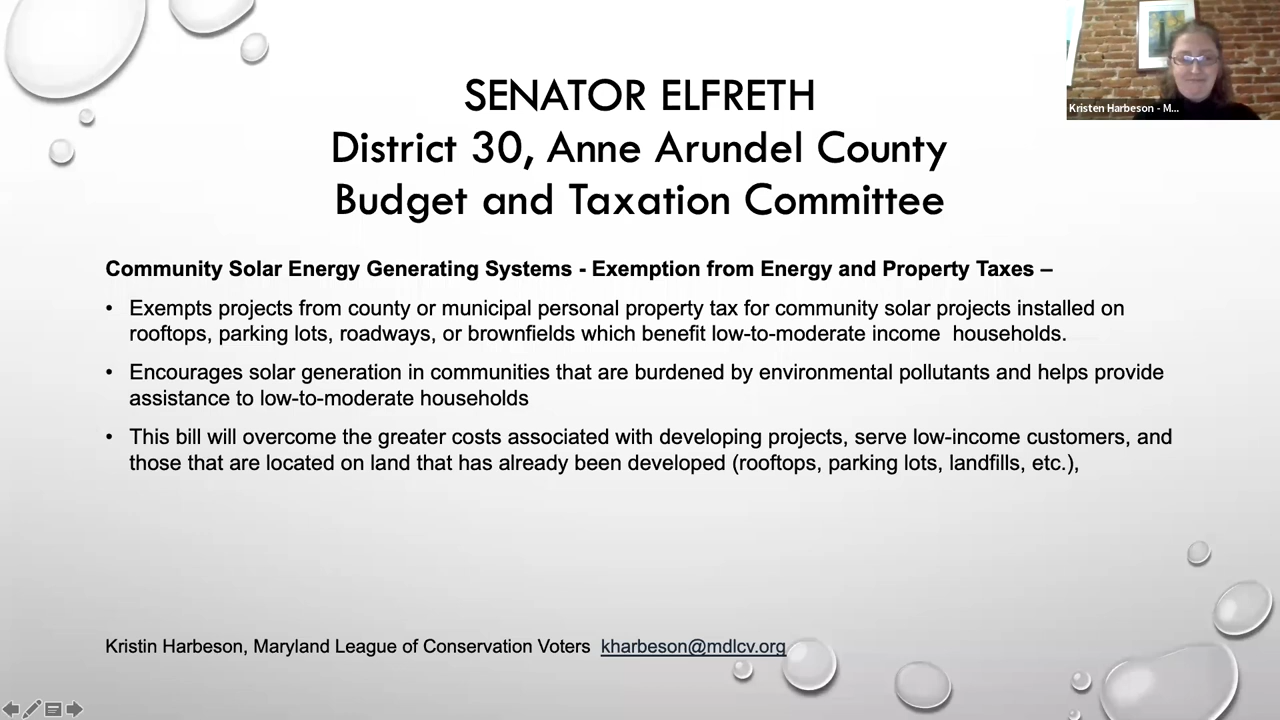 Kristen Harbeson - M...
SENATOR ELFRETH
District 30, Anne Arundel County
Budget and Taxation Committee
Community Solar Energy Generating Systems - Exemption from Energy and Property Taxes –
• Exempts projects from county or municipal personal property tax for community solar projects installed on
rooftops, parking lots, roadways, or brownfields which benefit low-to-moderate income  households.
• Encourages solar generation in communities that are burdened by environmental pollutants and helps provide
assistance to low-to-moderate households
• This bill will overcome the greater costs associated with developing projects, serve low-income customers, and
those that are located on land that has already been developed (rooftops, parking lots, landfills, etc.),
Kristin Harbeson, Maryland League of Conservation Voters  kharbeson@mdlcv.org